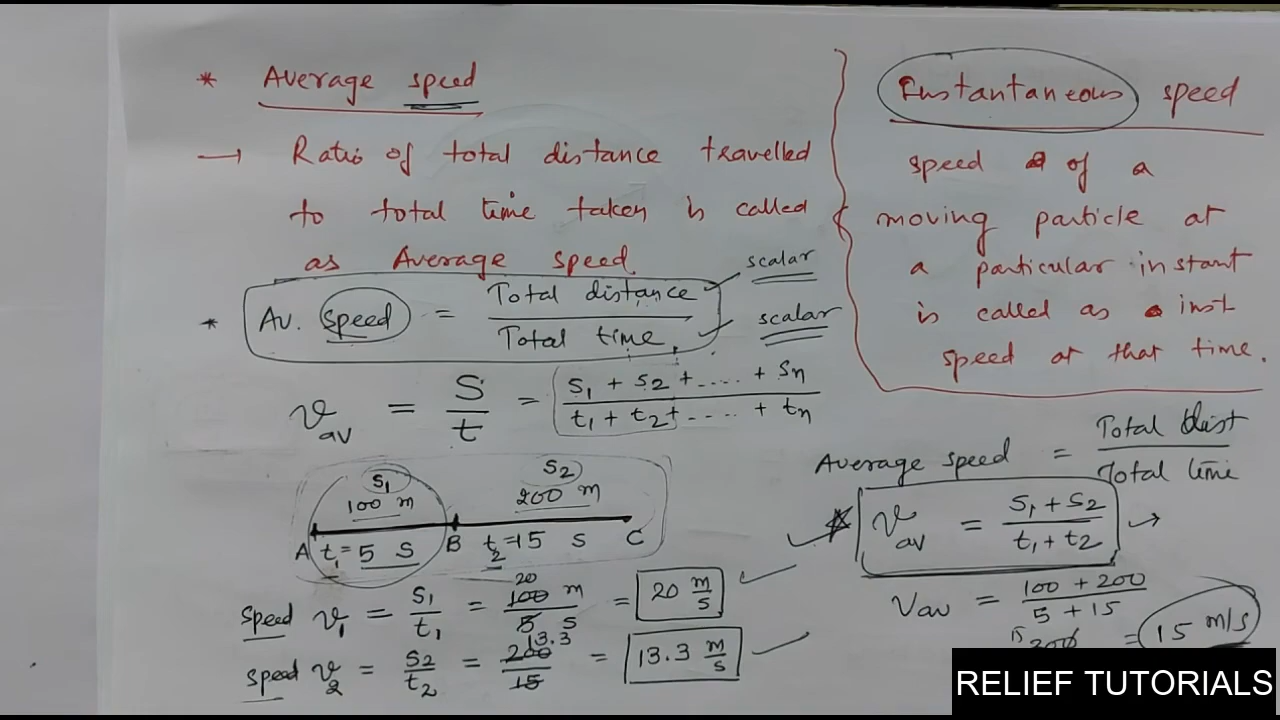 * Average speed
→ Ratio of total distance travelled
to total time taken is called
as Average speed
* Av. speed = Total distance / Total time
scalar
scalar
v av = S / t = s1 + s2 + .... + sn / t1 + t2 + .... + tn
s1 s2
100 m 200 m
A t1 = 5 s B t2 = 15 s C
speed v1 = s1 / t1 = 100 m / 5 s = 20 m/s
20
speed v2 = s2 / t2 = 200 / 15 = 13.3 m/s
13.3
Instantaneous speed
speed of a
moving particle at
a particular instant
is called as inst
speed at that time.
Average speed = Total dist / Total time
v av = s1 + s2 / t1 + t2 →
Vav = 100 + 200 / 5 + 15
15
= 15 m/s
RELIEF TUTORIALS